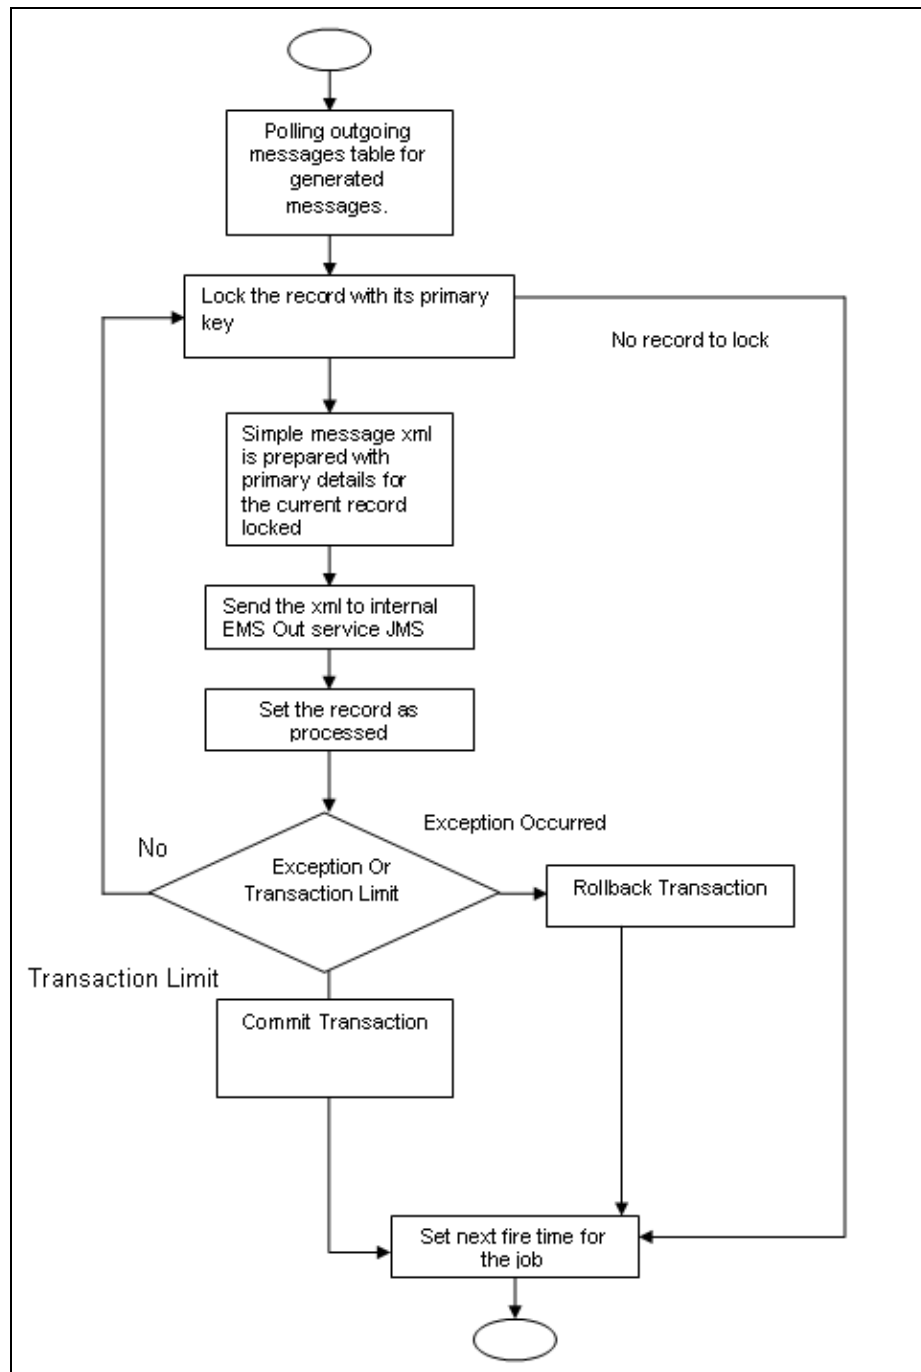 Polling outgoing
messages table for
generated
messages.
Lock the record with its primary
key
No record to lock
Simple message xml
is prepared with
primary details for
the current record
locked
Send the xml to internal
EMS Out service JMS
Set the record as
processed
Exception Occurred
No
Exception Or
Transaction Limit
Rollback Transaction
Transaction Limit
Commit Transaction
Set next fire time for
the job